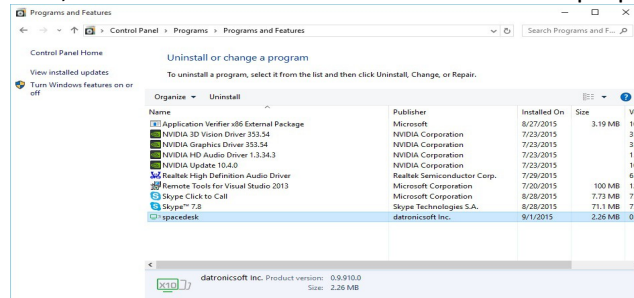 Programs and Features
Control Panel > Programs > Programs and Features
Search Programs and F...
Control Panel Home
Uninstall or change a program
View installed updates
To uninstall a program, select it from the list and then click Uninstall, Change, or Repair.
Turn Windows features on or
off
Organize Uninstall
Name Publisher Installed On Size V
Application Verifier x86 External Package Microsoft 8/27/2015 3.19 MB
NVIDIA 3D Vision Driver 353.54 NVIDIA Corporation 7/23/2015 3
NVIDIA Graphics Driver 353.54 NVIDIA Corporation 7/23/2015 3
NVIDIA HD Audio Driver 1.3.34.3 NVIDIA Corporation 7/23/2015 1
NVIDIA Update 10.4.0 NVIDIA Corporation 7/23/2015
Realtek High Definition Audio Driver Realtek Semiconductor Corp. 7/29/2015 6
Remote Tools for Visual Studio 2013 Microsoft Corporation 7/20/2015 100 MB
Skype Click to Call Microsoft Corporation 8/28/2015 7.73 MB 7
Skype™ 7.8 Skype Technologies S.A. 8/28/2015 71.1 MB 7
spacedesk datronicsoft Inc. 9/1/2015 2.26 MB 0
datronicsoft Inc. Product version: 0.9.910.0
X10
Size: 2.26 MB